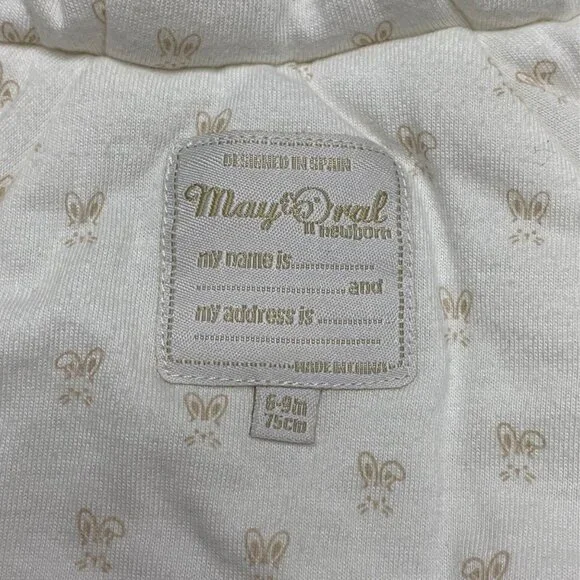 DESIGNED IN SPAIN
Mayoral
newborn
my name is..................
..................................and
my address is ............
.....................................
MADE IN CHINA
6-9m
75cm